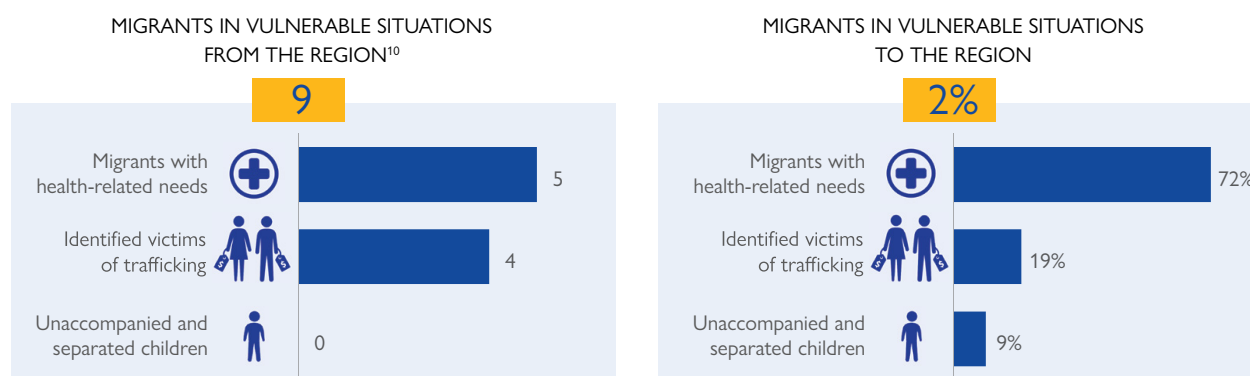 MIGRANTS IN VULNERABLE SITUATIONS
FROM THE REGION¹⁰
9
Migrants with
health-related needs
5
Identified victims
of trafficking
$ $
4
Unaccompanied and
separated children
0
MIGRANTS IN VULNERABLE SITUATIONS
TO THE REGION
2%
Migrants with
health-related needs
72%
Identified victims
of trafficking
$ $
19%
Unaccompanied and
separated children
9%